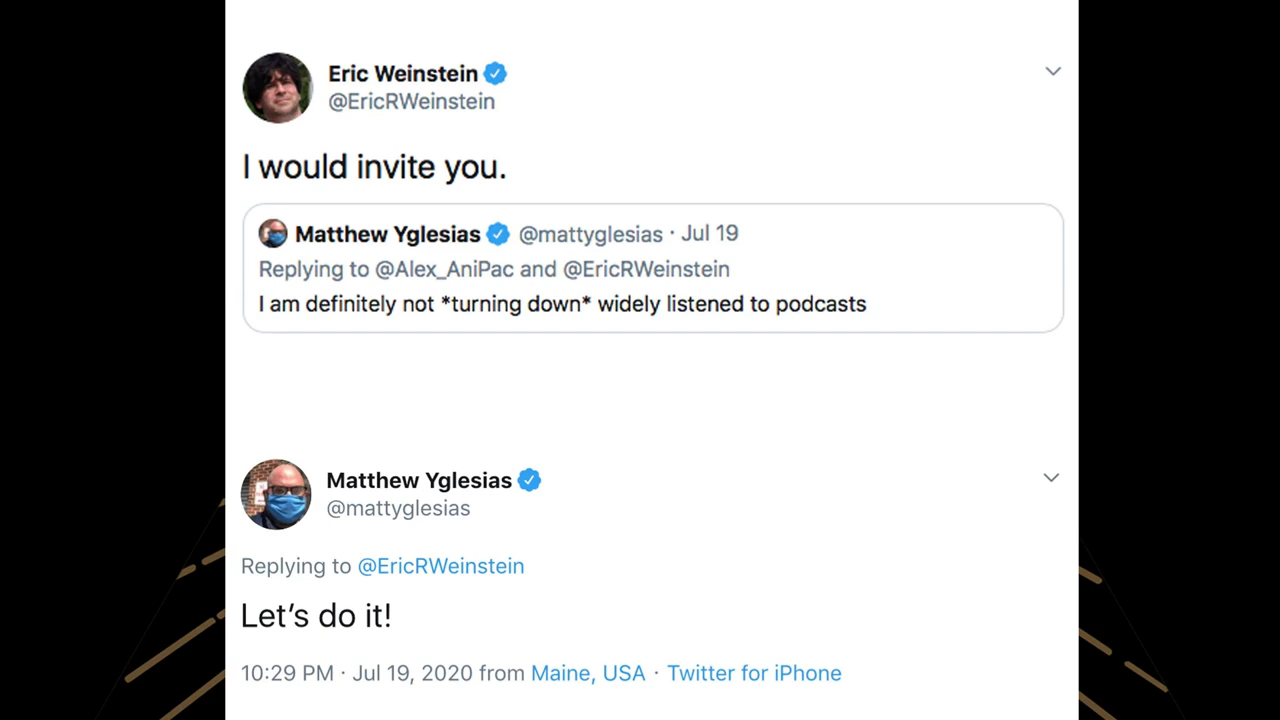 Eric Weinstein
@EricRWeinstein
I would invite you.
Matthew Yglesias @mattyglesias · Jul 19
Replying to @Alex_AniPac and @EricRWeinstein
I am definitely not *turning down* widely listened to podcasts
Matthew Yglesias
@mattyglesias
Replying to @EricRWeinstein
Let’s do it!
10:29 PM · Jul 19, 2020 from Maine, USA · Twitter for iPhone